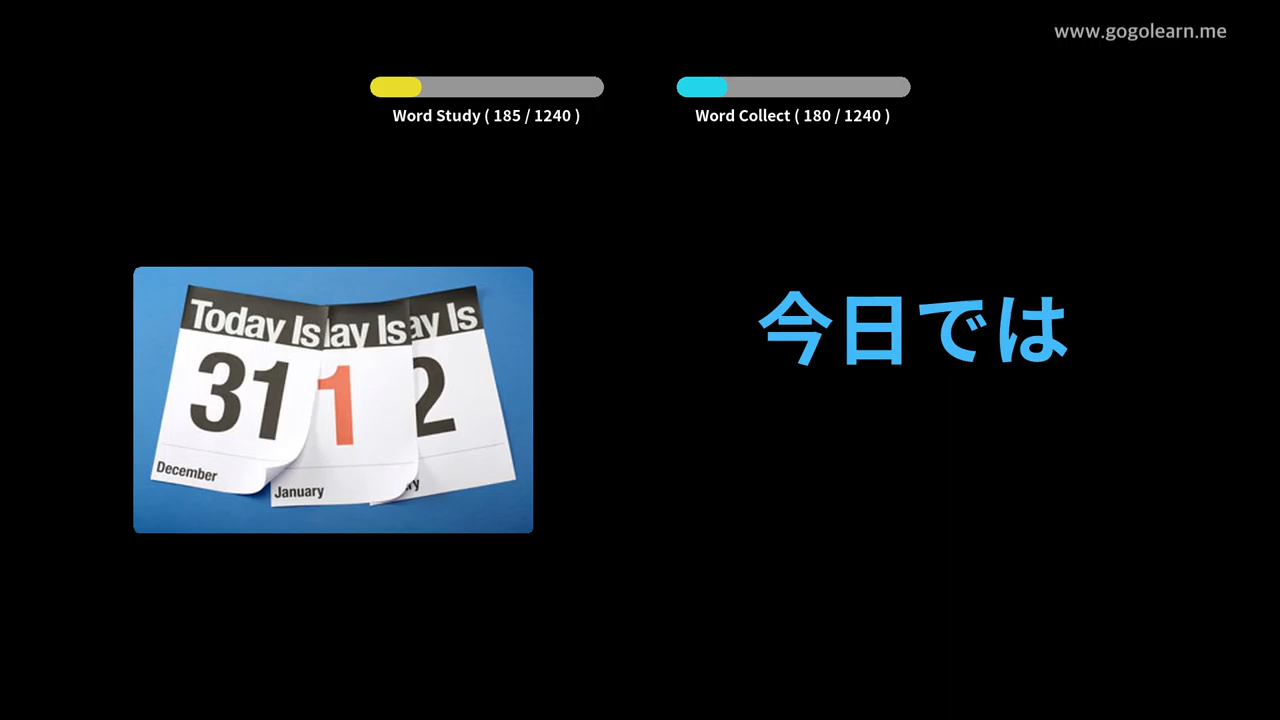 www.gogolearn.me
Word Study ( 185 / 1240 )
Word Collect ( 180 / 1240 )
Today Is
ay Is
ay Is
31
1
2
December
January
ry
今日では